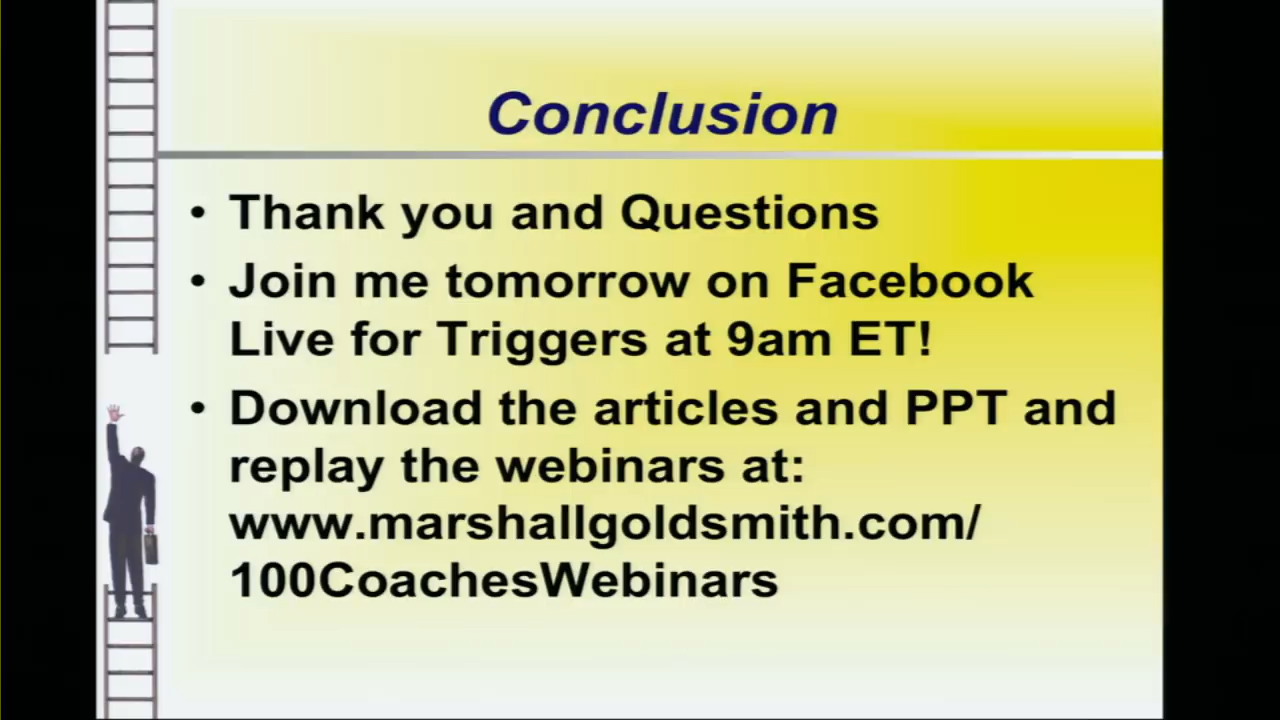 Conclusion
• Thank you and Questions
• Join me tomorrow on Facebook
Live for Triggers at 9am ET!
• Download the articles and PPT and
replay the webinars at:
www.marshallgoldsmith.com/
100CoachesWebinars